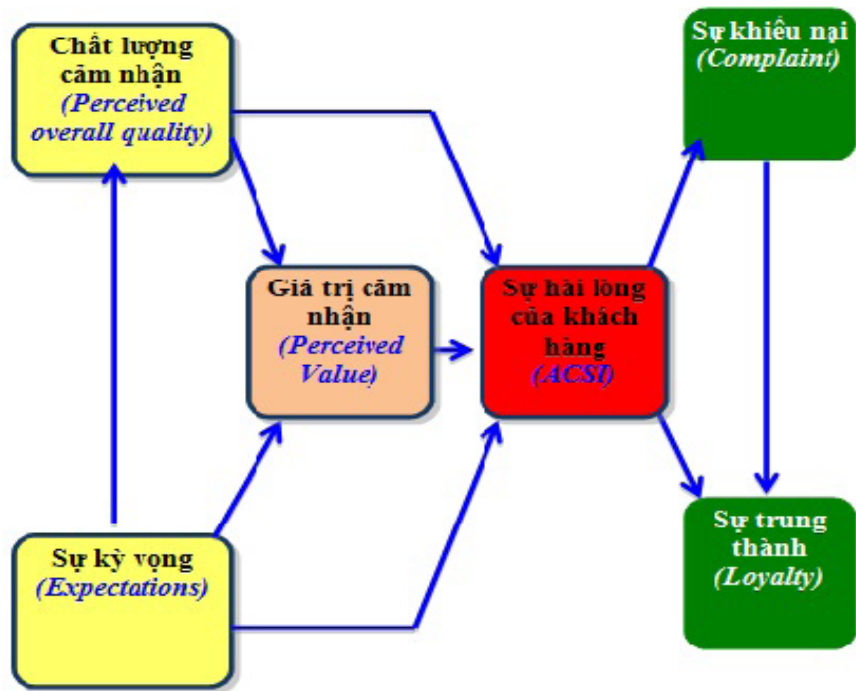 Chất lượng
cảm nhận
(Perceived
overall quality)
Sự khiếu nại
(Complaint)
Giá trị cảm
nhận
(Perceived
Value)
Sự hài lòng
của khách
hàng
(ACSI)
Sự kỳ vọng
(Expectations)
Sự trung
thành
(Loyalty)